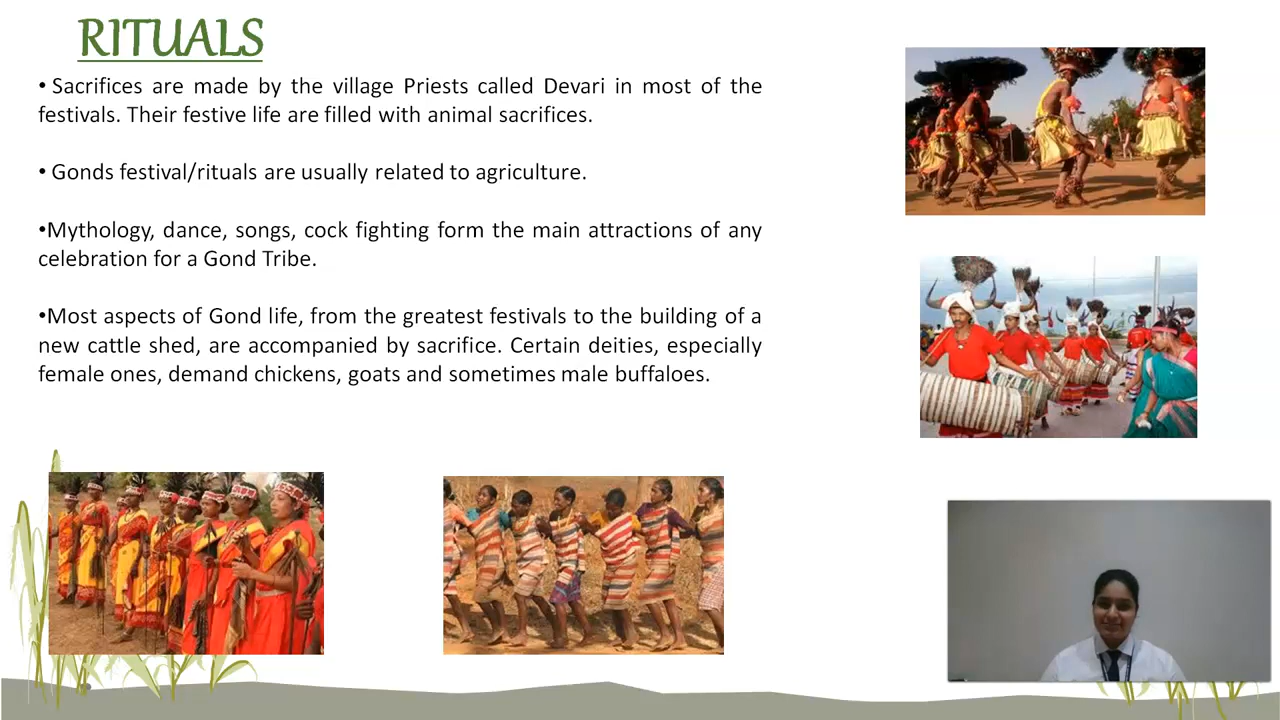 RITUALS
• Sacrifices are made by the village Priests called Devari in most of the
festivals. Their festive life are filled with animal sacrifices.
• Gonds festival/rituals are usually related to agriculture.
•Mythology, dance, songs, cock fighting form the main attractions of any
celebration for a Gond Tribe.
•Most aspects of Gond life, from the greatest festivals to the building of a
new cattle shed, are accompanied by sacrifice. Certain deities, especially
female ones, demand chickens, goats and sometimes male buffaloes.